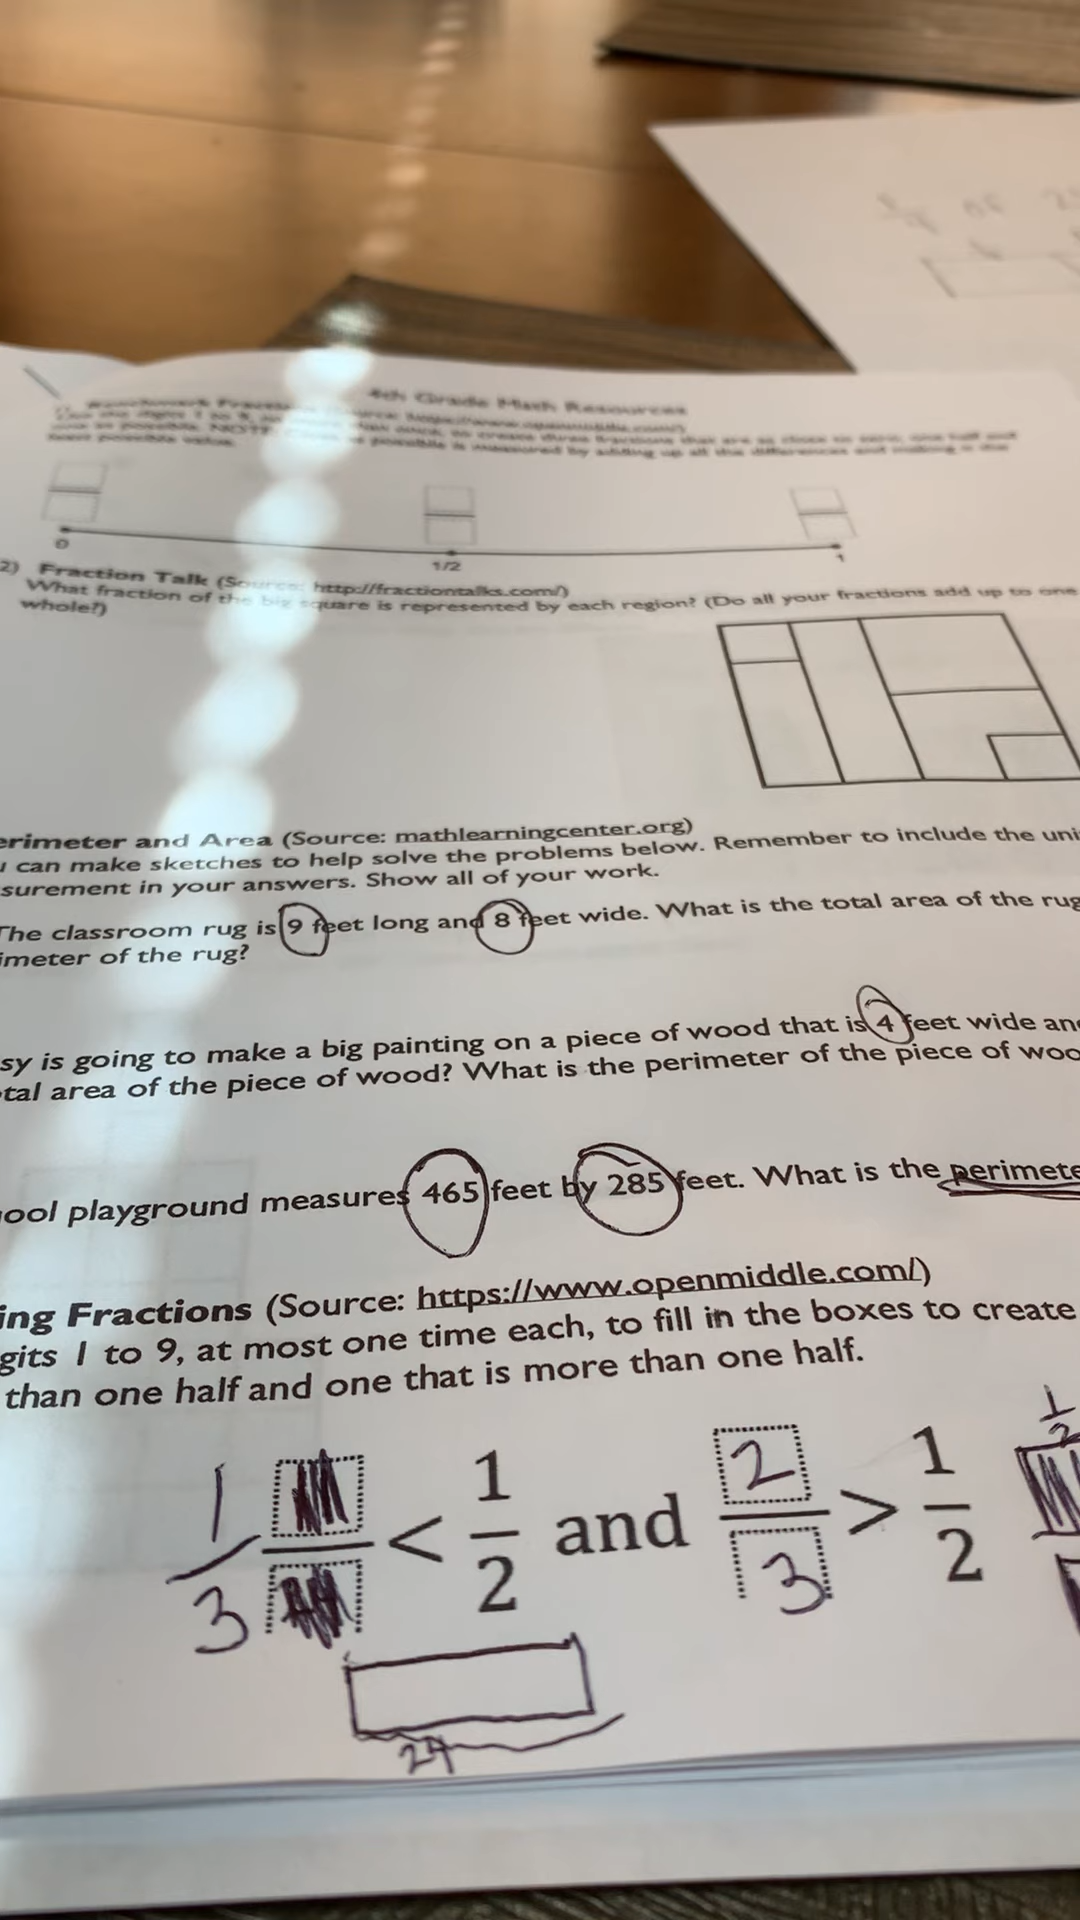 4th Grade Math Resources
0
1/2
1
2) Fraction Talk (Source: http://fractiontalks.com/)
What fraction of the big square is represented by each region? (Do all your fractions add up to one
whole?)
erimeter and Area (Source: mathlearningcenter.org)
u can make sketches to help solve the problems below. Remember to include the uni
surement in your answers. Show all of your work.
The classroom rug is 9 feet long and 8 feet wide. What is the total area of the rug
imeter of the rug?
sy is going to make a big painting on a piece of wood that is 4 feet wide and
tal area of the piece of wood? What is the perimeter of the piece of woo
ool playground measures 465 feet by 285 feet. What is the perimete
ing Fractions (Source: https://www.openmiddle.com/)
gits 1 to 9, at most one time each, to fill in the boxes to create
than one half and one that is more than one half.
1/3 < 1/2 and 2/3 > 1/2
1/2
24